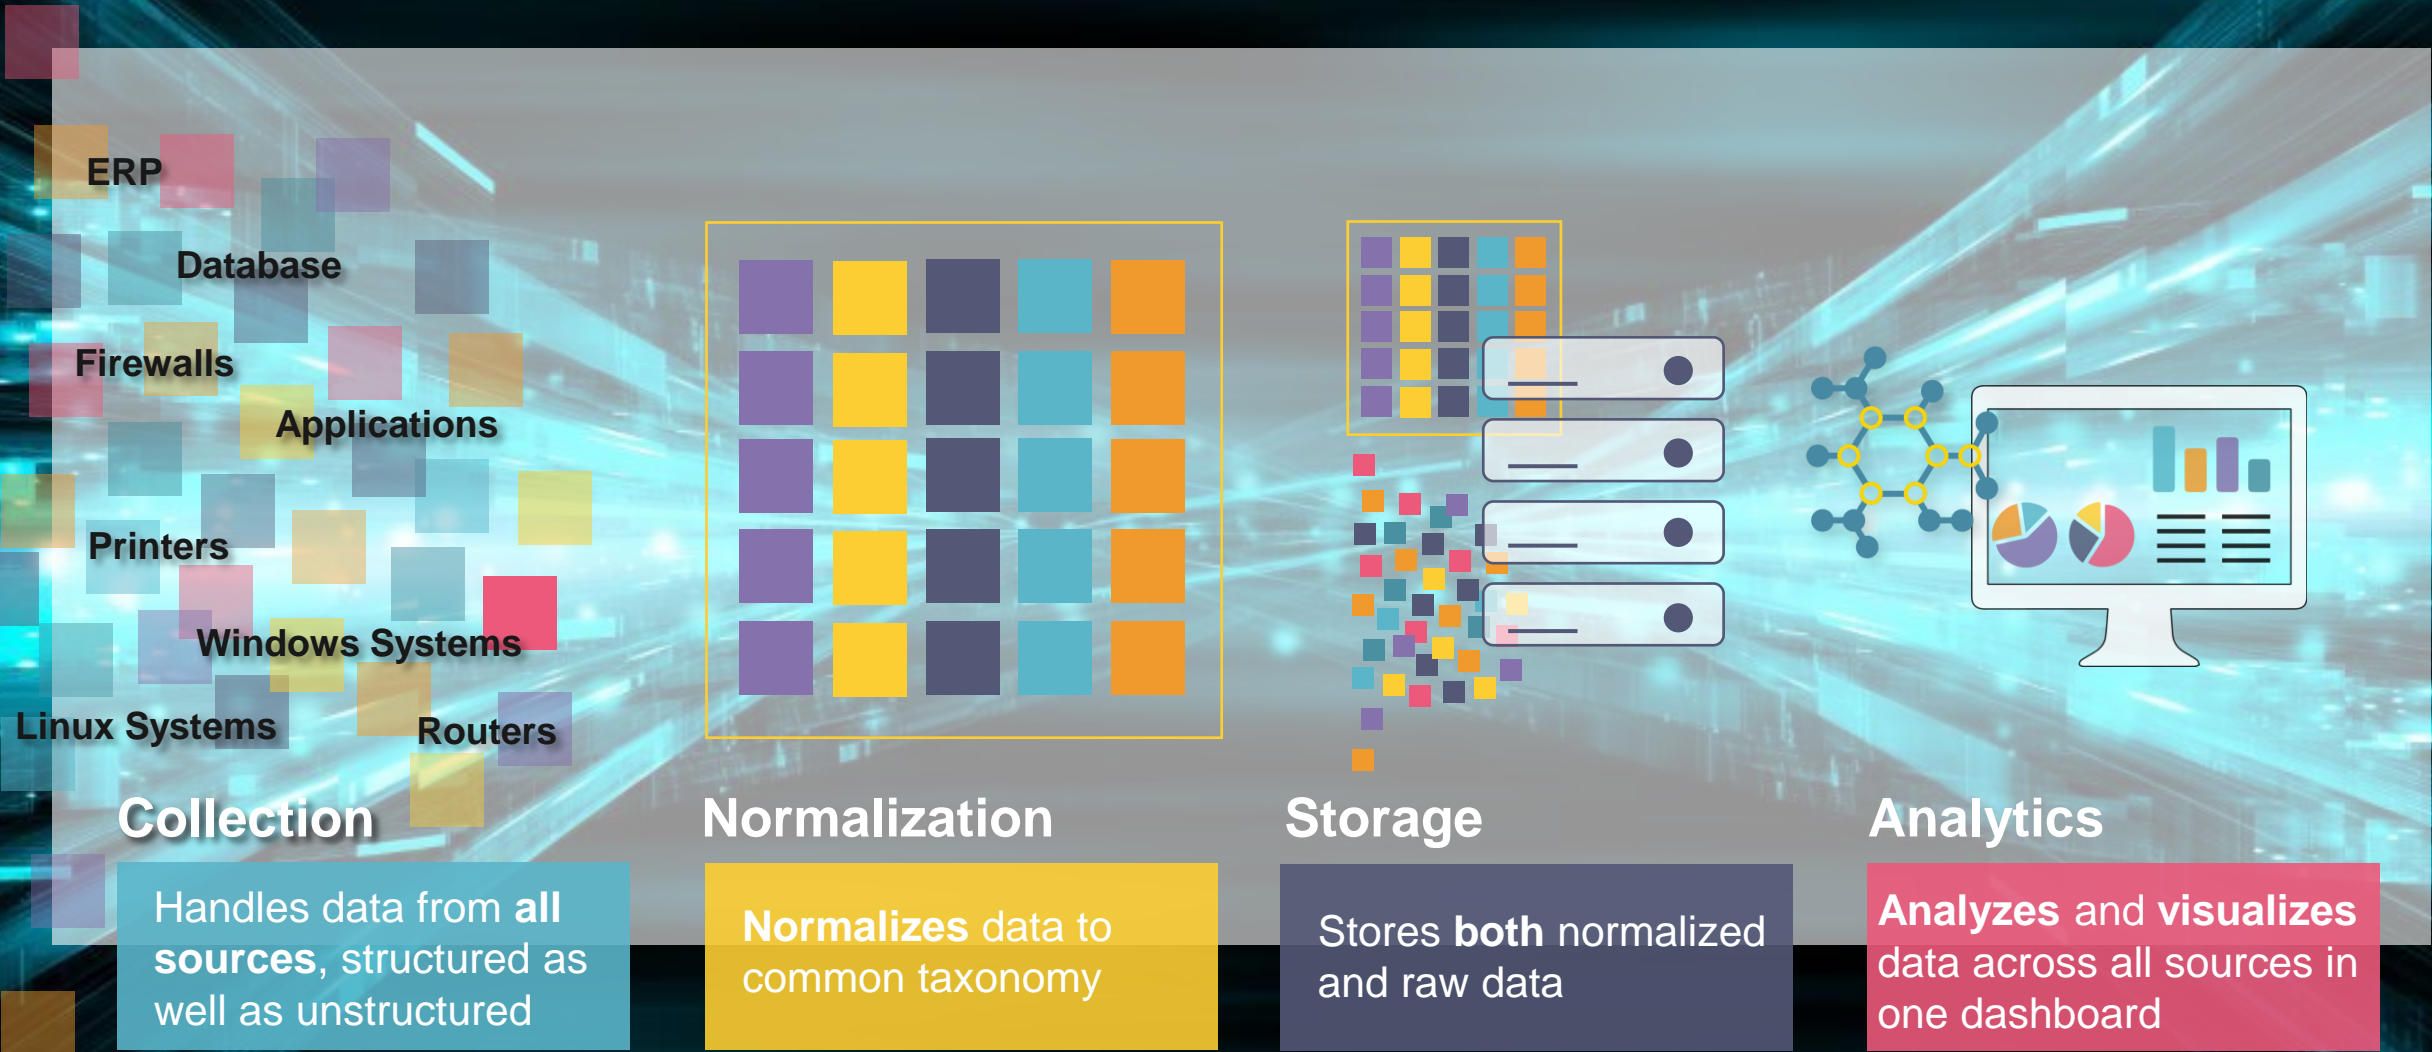 ERP
Database
Firewalls
Applications
Printers
Windows Systems
Linux Systems
Routers
Collection
Handles data from all
sources, structured as
well as unstructured
Normalization
Normalizes data to
common taxonomy
Storage
Stores both normalized
and raw data
Analytics
Analyzes and visualizes
data across all sources in
one dashboard